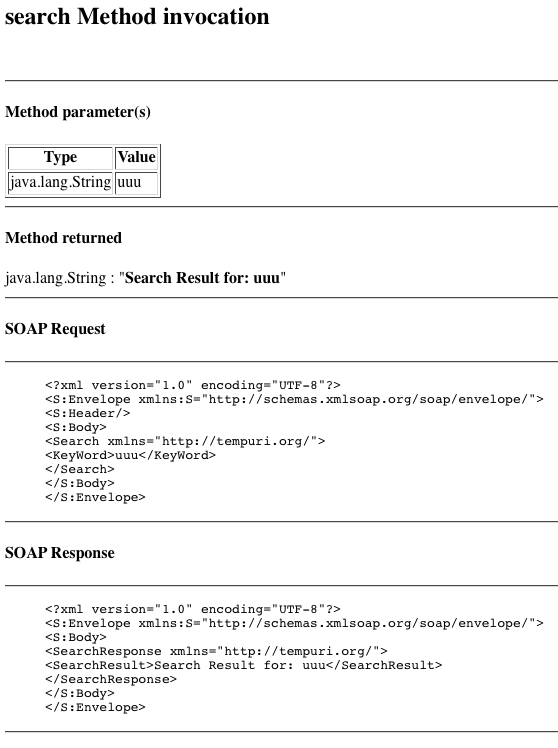 search Method invocation
Method parameter(s)
Type Value
java.lang.String uuu
Method returned
java.lang.String : "Search Result for: uuu"
SOAP Request
<?xml version="1.0" encoding="UTF-8"?>
<S:Envelope xmlns:S="http://schemas.xmlsoap.org/soap/envelope/">
<S:Header/>
<S:Body>
<Search xmlns="http://tempuri.org/">
<KeyWord>uuu</KeyWord>
</Search>
</S:Body>
</S:Envelope>
SOAP Response
<?xml version="1.0" encoding="UTF-8"?>
<S:Envelope xmlns:S="http://schemas.xmlsoap.org/soap/envelope/">
<S:Body>
<SearchResponse xmlns="http://tempuri.org/">
<SearchResult>Search Result for: uuu</SearchResult>
</SearchResponse>
</S:Body>
</S:Envelope>